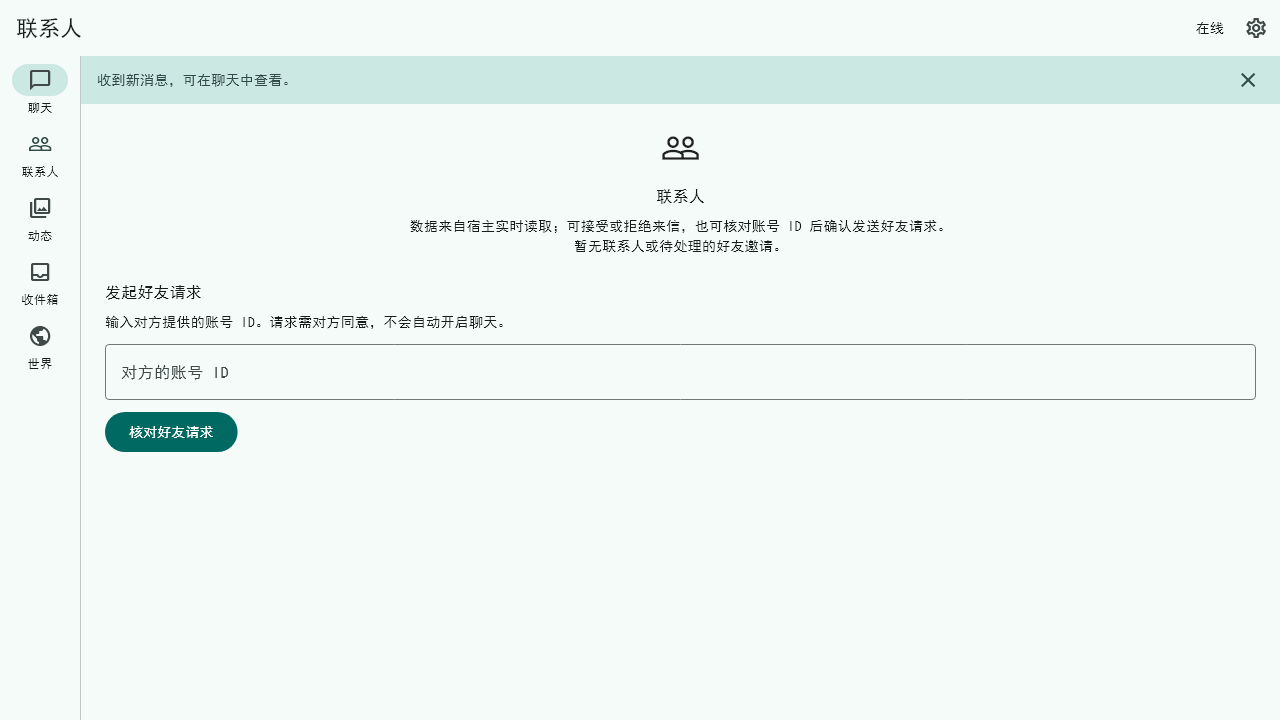 联系人
在线
聊天
联系人
动态
收件箱
世界
收到新消息，可在聊天中查看。
联系人
数据来自宿主实时读取；可接受或拒绝来信，也可核对账号 ID 后确认发送好友请求。
暂无联系人或待处理的好友邀请。
发起好友请求
输入对方提供的账号 ID。请求需对方同意，不会自动开启聊天。
对方的账号 ID
核对好友请求